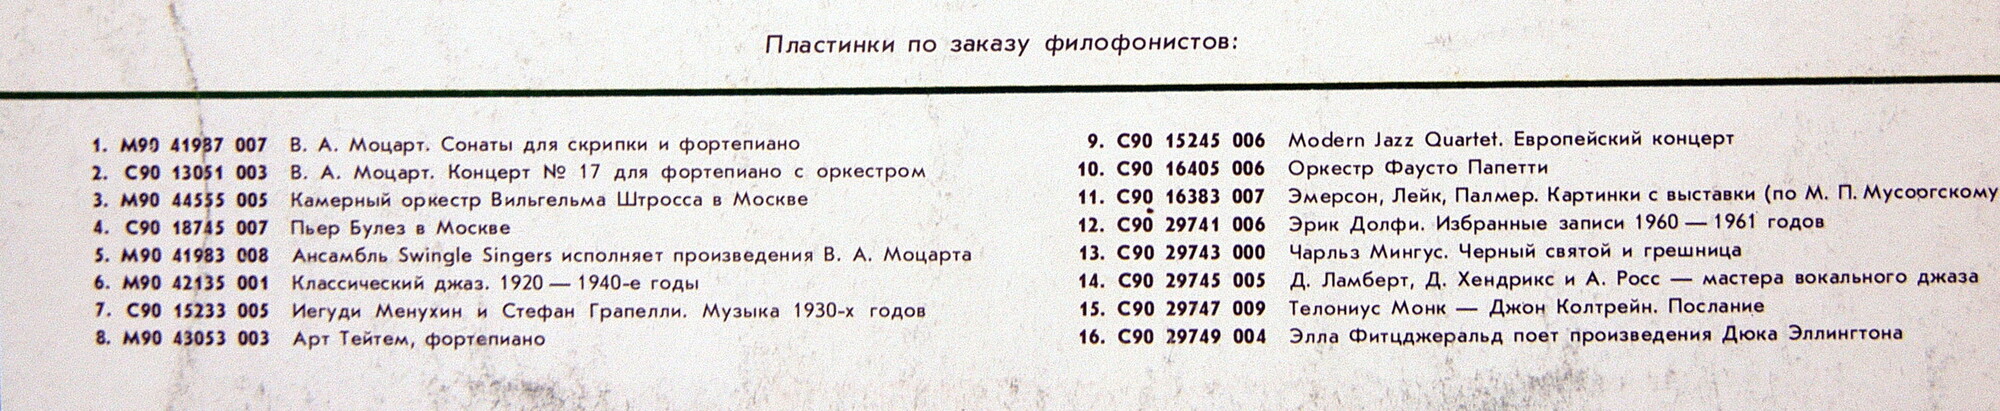 Пластинки по заказу филофонистов:
1. М90 41987 007 В. А. Моцарт. Сонаты для скрипки и фортепиано
2. С90 13051 003 В. А. Моцарт. Концерт № 17 для фортепиано с оркестром
3. М90 44555 005 Камерный оркестр Вильгельма Штросса в Москве
4. С90 18745 007 Пьер Булез в Москве
5. М90 41983 008 Ансамбль Swingle Singers исполняет произведения В. А. Моцарта
6. М90 42135 001 Классический джаз. 1920 — 1940-е годы
7. С90 15233 005 Иегуди Менухин и Стефан Грапелли. Музыка 1930-х годов
8. М90 43053 003 Арт Тейтем, фортепиано
9. С90 15245 006 Modern Jazz Quartet. Европейский концерт
10. С90 16405 006 Оркестр Фаусто Папетти
11. С90 16383 007 Эмерсон, Лейк, Палмер. Картинки с выставки (по М. П. Мусоргскому
12. С90 29741 006 Эрик Долфи. Избранные записи 1960 — 1961 годов
13. С90 29743 000 Чарльз Мингус. Черный святой и грешница
14. С90 29745 005 Д. Ламберт, Д. Хендрикс и А. Росс — мастера вокального джаза
15. С90 29747 009 Телониус Монк — Джон Колтрейн. Послание
16. С90 29749 004 Элла Фитцджеральд поет произведения Дюка Эллингтона